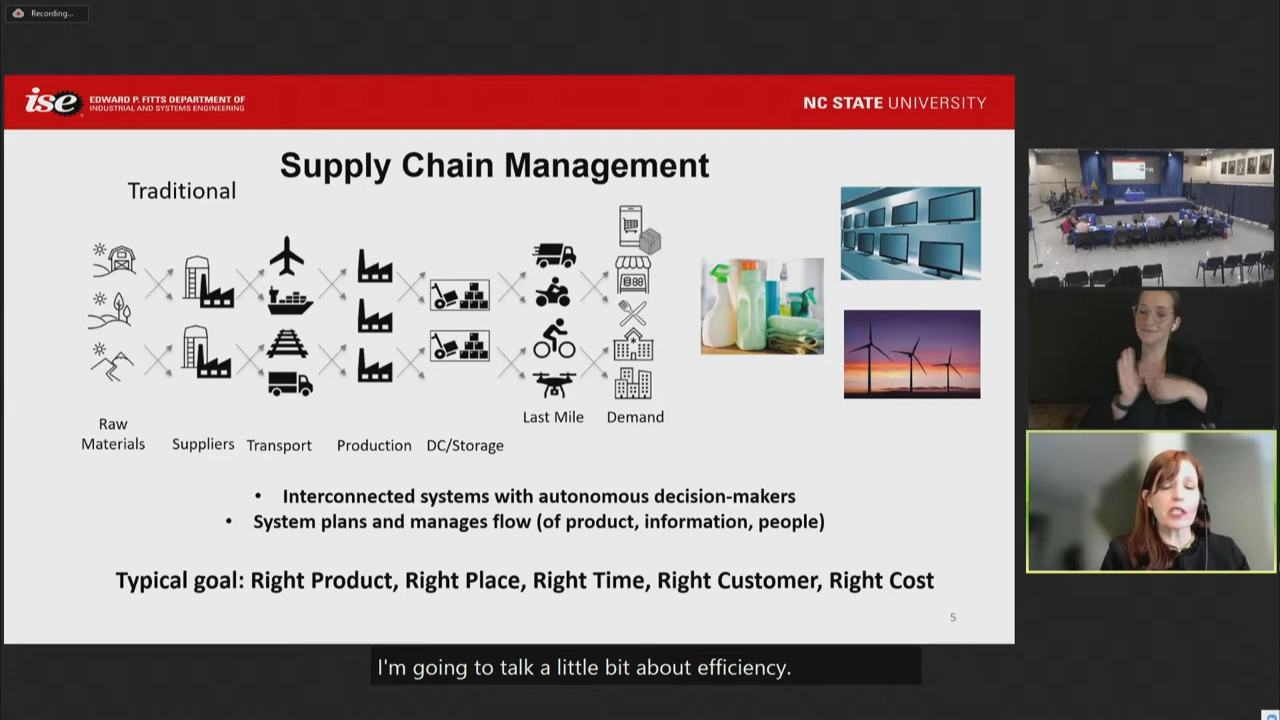 Recording...
ise
EDWARD P. FITTS DEPARTMENT OF
INDUSTRIAL AND SYSTEMS ENGINEERING
NC STATE UNIVERSITY
Supply Chain Management
Traditional
Raw
Materials
Suppliers
Transport
Production
DC/Storage
Last Mile
Demand
• Interconnected systems with autonomous decision-makers
• System plans and manages flow (of product, information, people)
Typical goal: Right Product, Right Place, Right Time, Right Customer, Right Cost
5
I'm going to talk a little bit about efficiency.